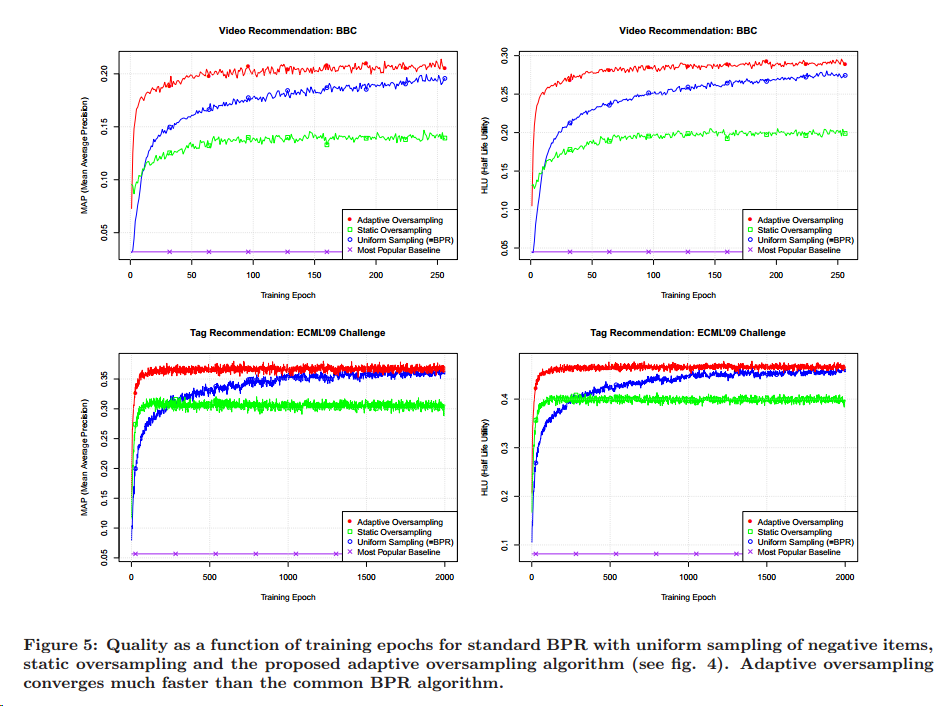 Video Recommendation: BBC
MAP (Mean Average Precision)
0.20
0.15
0.10
0.05
Adaptive Oversampling
Static Oversampling
Uniform Sampling (=BPR)
Most Popular Baseline
0 50 100 150 200 250
Training Epoch
Video Recommendation: BBC
HLU (Half Life Utility)
0.30
0.25
0.20
0.15
0.10
0.05
Adaptive Oversampling
Static Oversampling
Uniform Sampling (=BPR)
Most Popular Baseline
0 50 100 150 200 250
Training Epoch
Tag Recommendation: ECML'09 Challenge
MAP (Mean Average Precision)
0.35
0.30
0.25
0.20
0.15
0.10
0.05
Adaptive Oversampling
Static Oversampling
Uniform Sampling (=BPR)
Most Popular Baseline
0 500 1000 1500 2000
Training Epoch
Tag Recommendation: ECML'09 Challenge
HLU (Half Life Utility)
0.4
0.3
0.2
0.1
Adaptive Oversampling
Static Oversampling
Uniform Sampling (=BPR)
Most Popular Baseline
0 500 1000 1500 2000
Training Epoch
Figure 5: Quality as a function of training epochs for standard BPR with uniform sampling of negative items,
static oversampling and the proposed adaptive oversampling algorithm (see fig. 4). Adaptive oversampling
converges much faster than the common BPR algorithm.